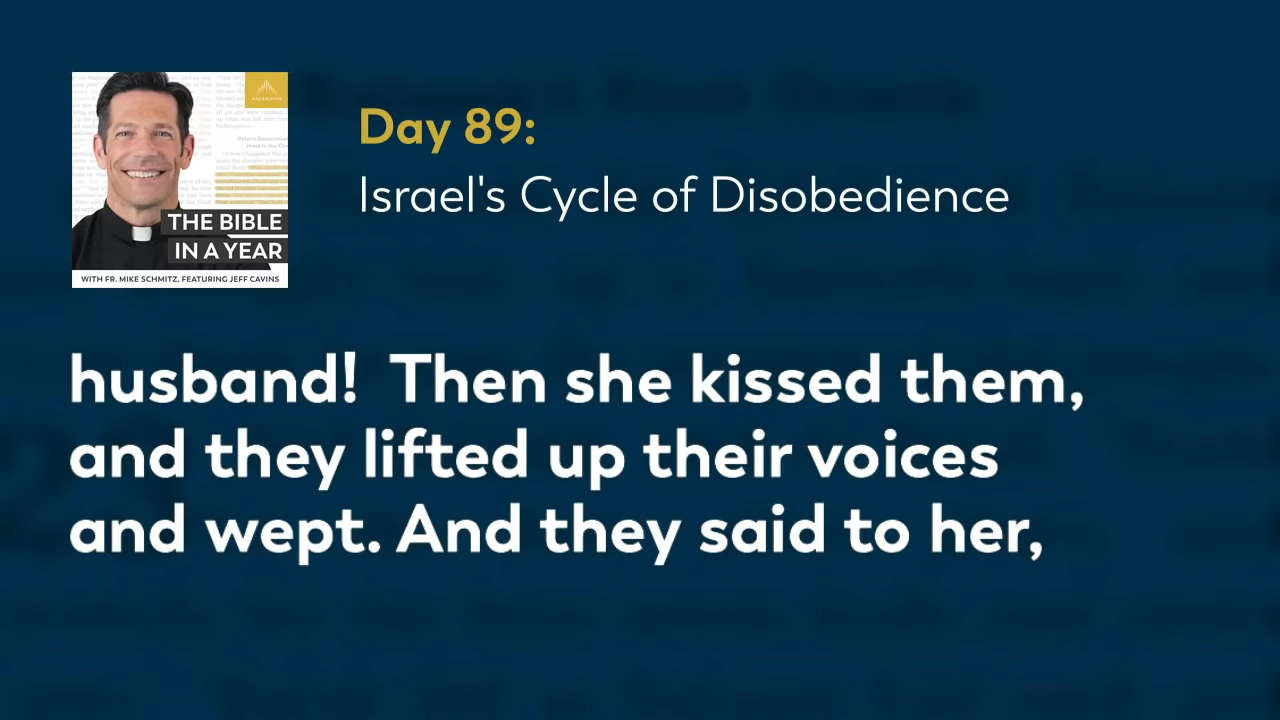 THE BIBLE
IN A YEAR
WITH FR. MIKE SCHMITZ, FEATURING JEFF CAVINS
Day 89:
Israel's Cycle of Disobedience
husband! Then she kissed them,
and they lifted up their voices
and wept. And they said to her,